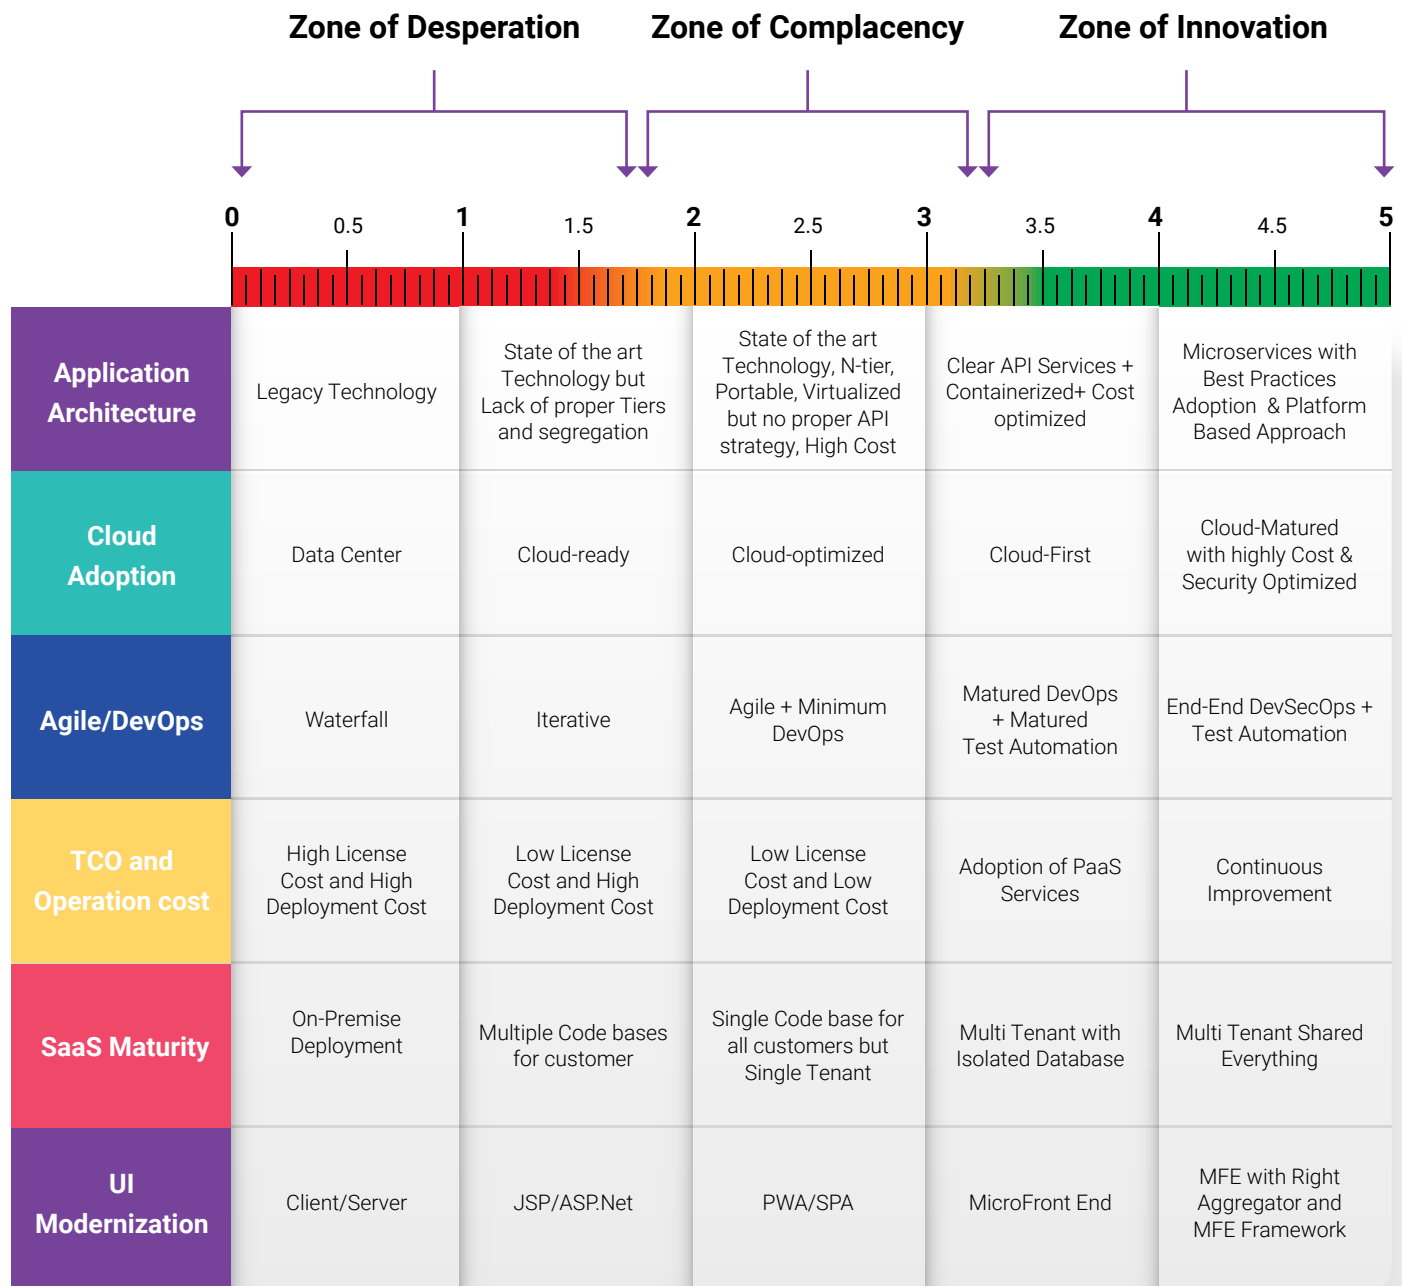 Zone of Desperation
Zone of Complacency
Zone of Innovation
0
0.5
1
1.5
2
2.5
3
3.5
4
4.5
5
Application
Architecture
Legacy Technology
State of the art
Technology but
Lack of proper Tiers
and segregation
State of the art
Technology, N-tier,
Portable, Virtualized
but no proper API
strategy, High Cost
Clear API Services +
Containerized+ Cost
optimized
Microservices with
Best Practices
Adoption & Platform
Based Approach
Cloud
Adoption
Data Center
Cloud-ready
Cloud-optimized
Cloud-First
Cloud-Matured
with highly Cost &
Security Optimized
Agile/DevOps
Waterfall
Iterative
Agile + Minimum
DevOps
Matured DevOps
+ Matured
Test Automation
End-End DevSecOps +
Test Automation
TCO and
Operation cost
High License
Cost and High
Deployment Cost
Low License
Cost and High
Deployment Cost
Low License
Cost and Low
Deployment Cost
Adoption of PaaS
Services
Continuous
Improvement
SaaS Maturity
On-Premise
Deployment
Multiple Code bases
for customer
Single Code base for
all customers but
Single Tenant
Multi Tenant with
Isolated Database
Multi Tenant Shared
Everything
UI
Modernization
Client/Server
JSP/ASP.Net
PWA/SPA
MicroFront End
MFE with Right
Aggregator and
MFE Framework